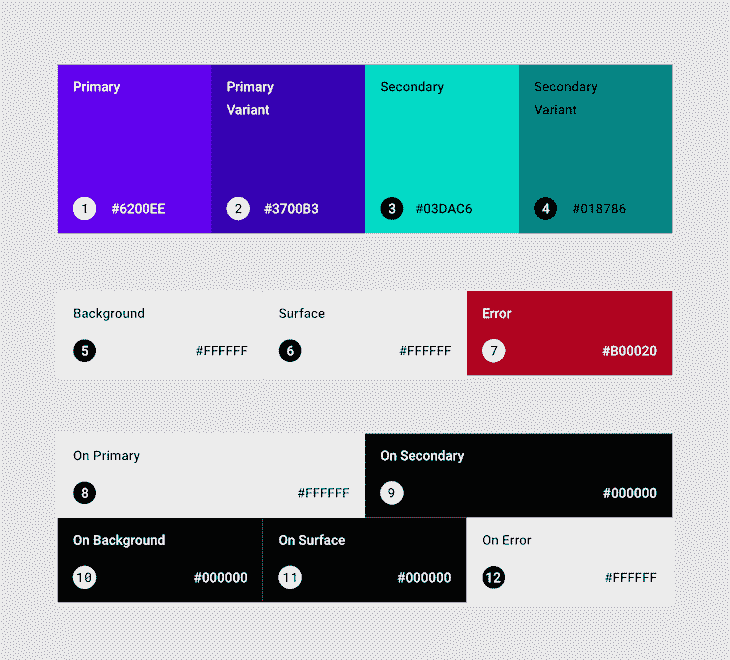 Primary
Primary
Variant
Secondary
Secondary
Variant
1 #6200EE
2 #3700B3
3 #03DAC6
4 #018786
Background
Surface
Error
5 #FFFFFF
6 #FFFFFF
7 #B00020
On Primary
On Secondary
8 #FFFFFF
9 #000000
On Background
On Surface
On Error
10 #000000
11 #000000
12 #FFFFFF